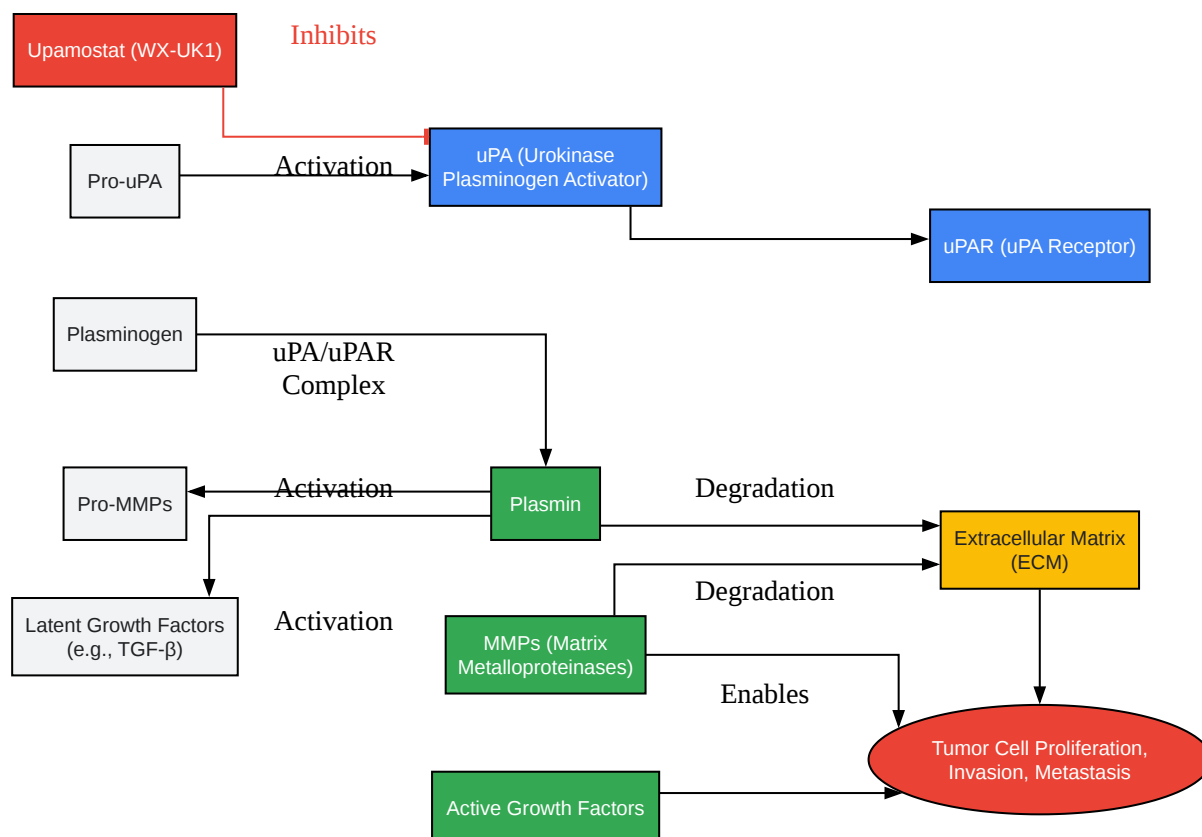 Upamostat (WX-UK1)
Inhibits
Pro-uPA
Activation
uPA (Urokinase
Plasminogen Activator)
uPAR (uPA Receptor)
Plasminogen
uPA/uPAR
Complex
Pro-MMPs
Activation
Plasmin
Degradation
Extracellular Matrix
(ECM)
Degradation
Latent Growth Factors
(e.g., TGF-β)
Activation
MMPs (Matrix
Metalloproteinases)
Enables
Tumor Cell Proliferation,
Invasion, Metastasis
Active Growth Factors